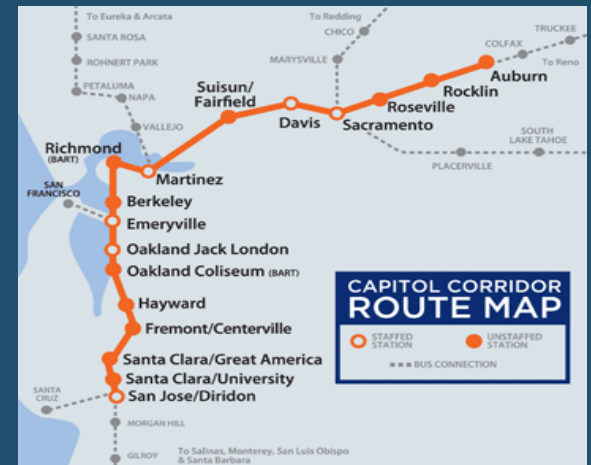 To Eureka & Arcata
SANTA ROSA
ROHNERT PARK
PETALUMA
NAPA
VALLEJO
To Redding
CHICO
MARYSVILLE
TRUCKEE
COLFAX
To Reno
Auburn
Rocklin
Roseville
Sacramento
Davis
Suisun/
Fairfield
SOUTH
LAKE TAHOE
PLACERVILLE
Richmond
(BART)
Martinez
SAN
FRANCISCO
Berkeley
Emeryville
Oakland Jack London
Oakland Coliseum (BART)
Hayward
Fremont/Centerville
Santa Clara/Great America
Santa Clara/University
San Jose/Diridon
SANTA
CRUZ
MORGAN HILL
GILROY
To Salinas, Monterey, San Luis Obispo
& Santa Barbara
CAPITOL CORRIDOR
ROUTE MAP
STAFFED
STATION
UNSTAFFED
STATION
BUS CONNECTION